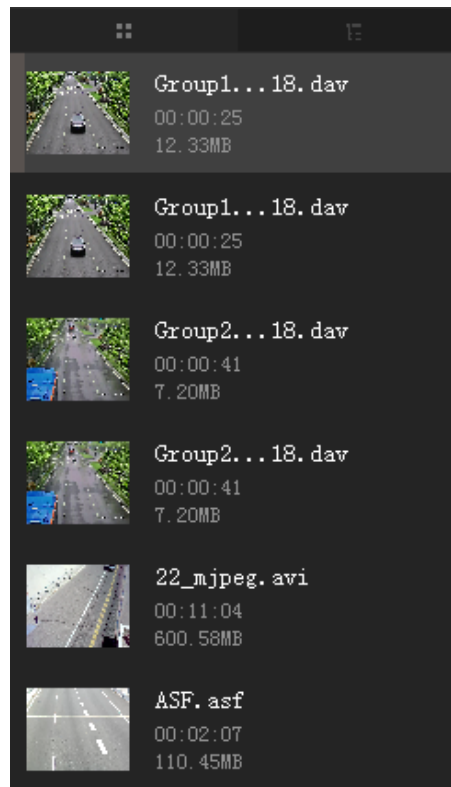 Group1...18.dav
00:00:25
12.33MB
Group1...18.dav
00:00:25
12.33MB
Group2...18.dav
00:00:41
7.20MB
Group2...18.dav
00:00:41
7.20MB
22_mjpeg.avi
00:11:04
600.58MB
ASF.asf
00:02:07
110.45MB